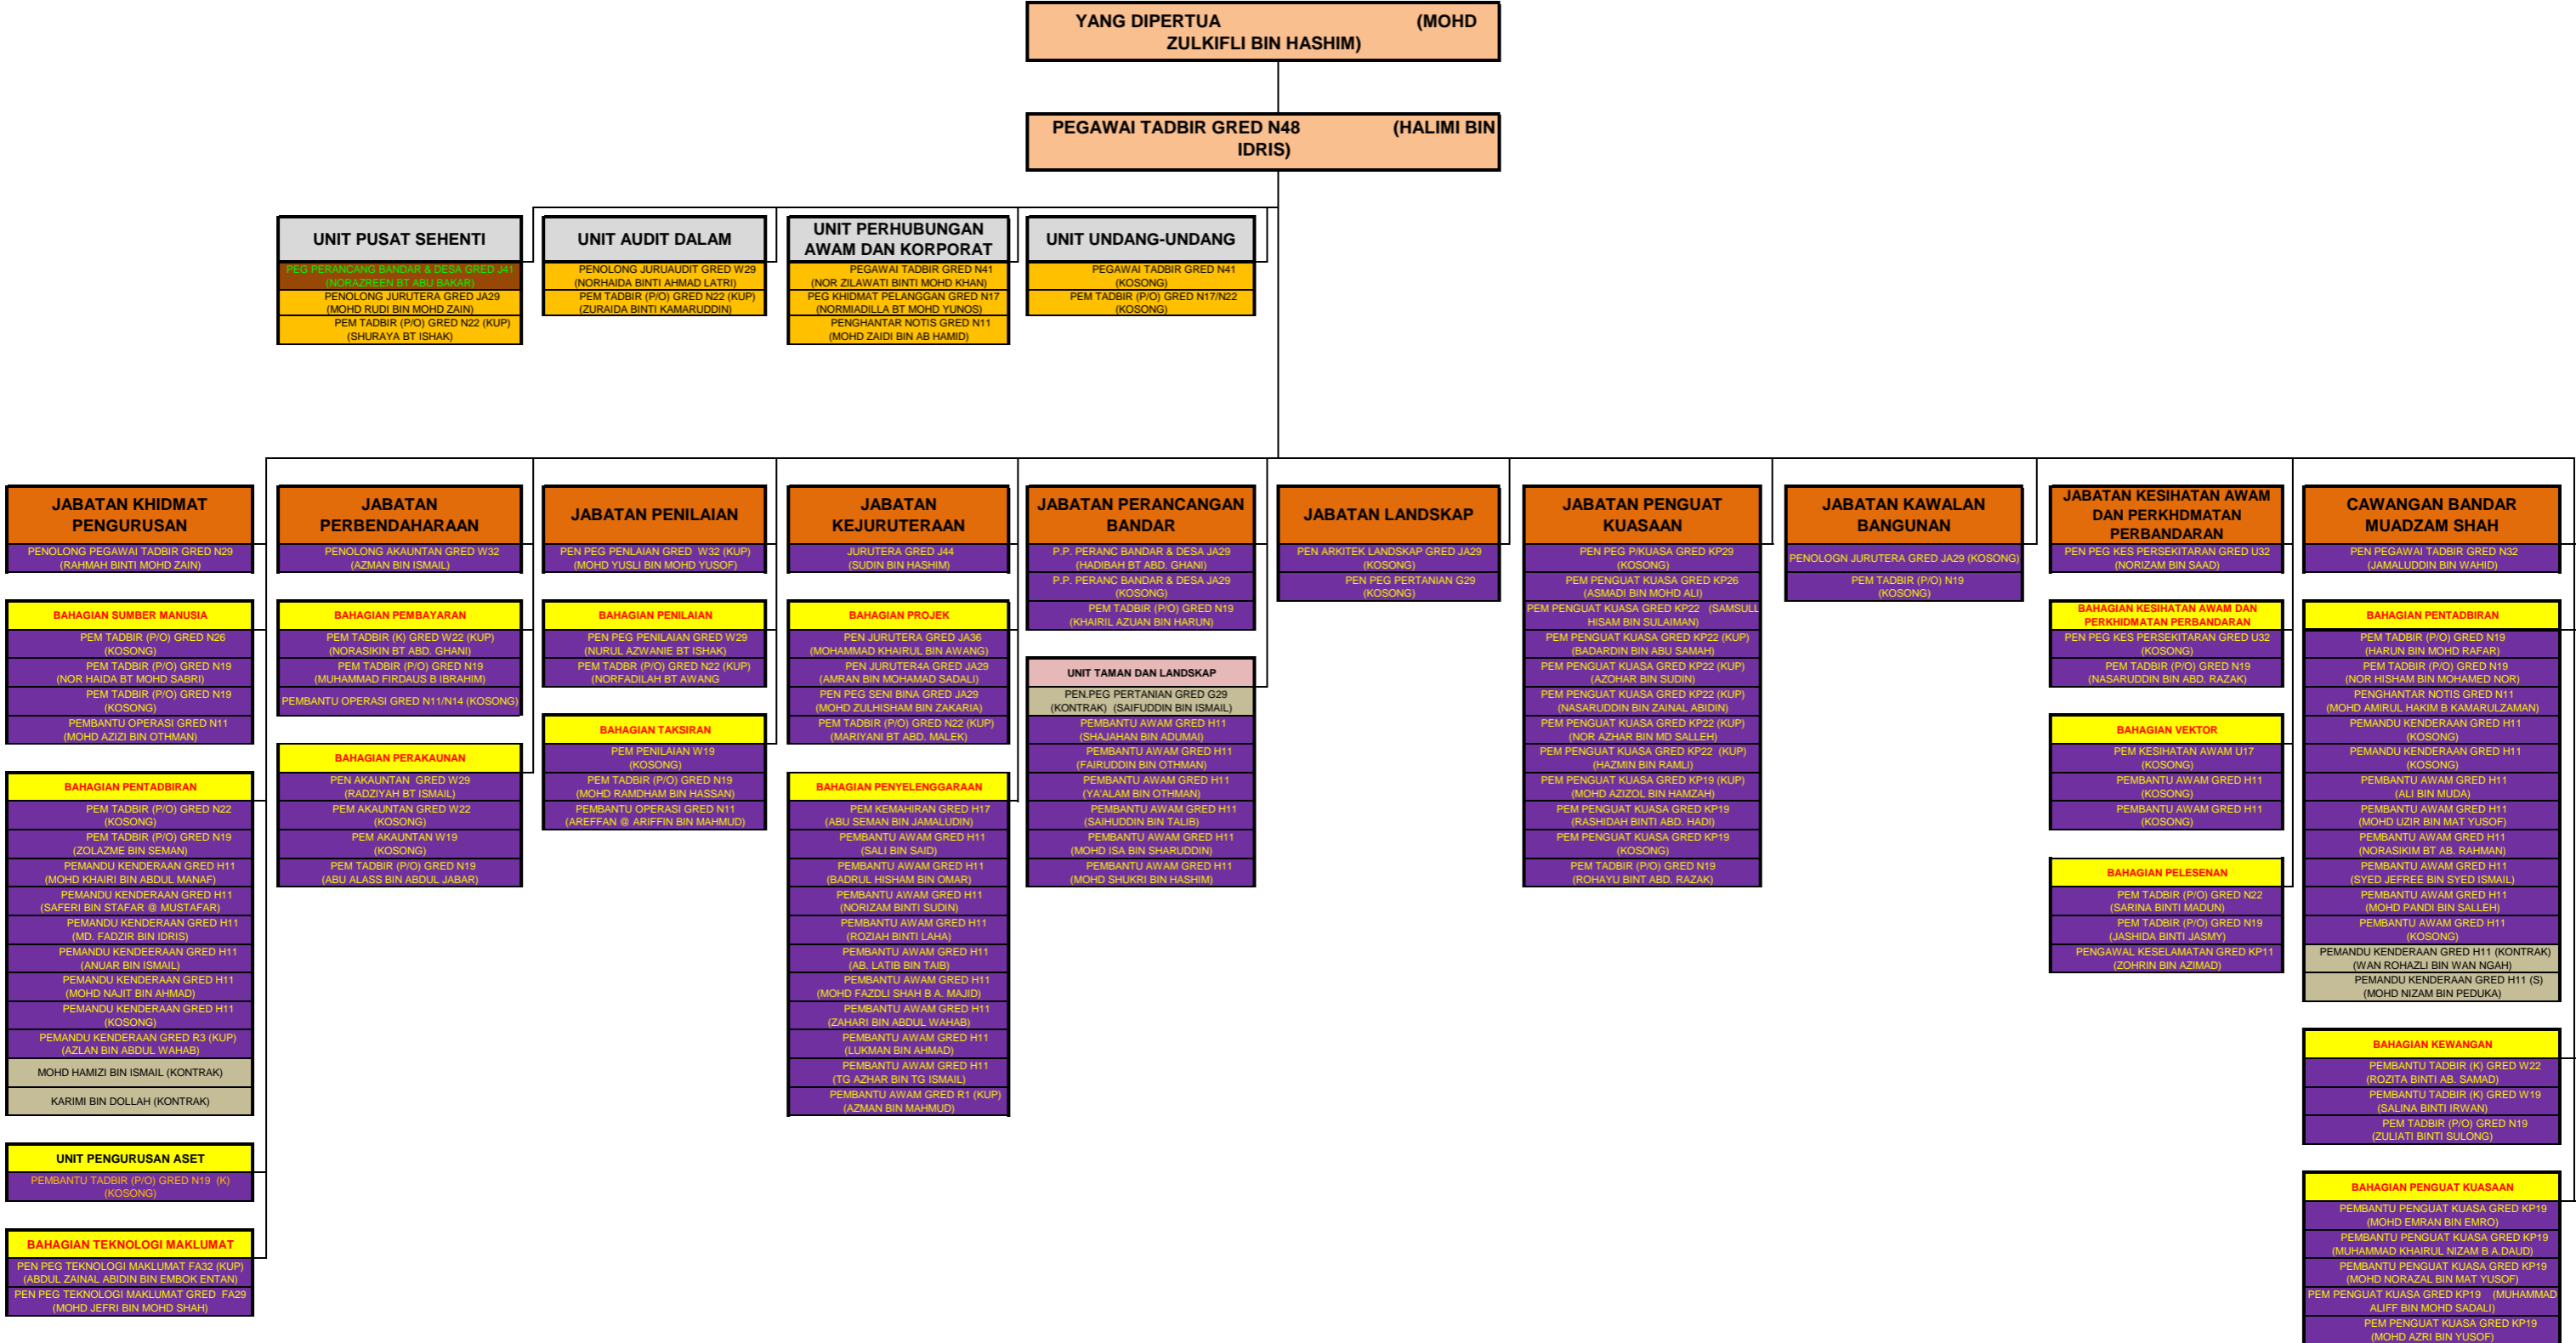 YANG DIPERTUA (MOHD
ZULKIFLI BIN HASHIM)
PEGAWAI TADBIR GRED N48 (HALIMI BIN
IDRIS)
UNIT PUSAT SEHENTI
PEG PERANCANG BANDAR & DESA GRED J41
(NORAZREEN BT ABU BAKAR)
PENOLONG JURUTERA GRED JA29
(MOHD RUDI BIN MOHD ZAIN)
PEM TADBIR (P/O) GRED N22 (KUP)
(SHURAYA BT ISHAK)
UNIT AUDIT DALAM
PENOLONG JURUAUDIT GRED W29
(NORHAIDA BINTI AHMAD LATRI)
PEM TADBIR (P/O) GRED N22 (KUP)
(ZURAIDA BINTI KAMARUDDIN)
UNIT PERHUBUNGAN
AWAM DAN KORPORAT
PEGAWAI TADBIR GRED N41
(NOR ZILAWATI BINTI MOHD KHAN)
PEG KHIDMAT PELANGGAN GRED N17
(NORMIADILLA BT MOHD YUNOS)
PENGHANTAR NOTIS GRED N11
(MOHD ZAIDI BIN AB HAMID)
UNIT UNDANG-UNDANG
PEGAWAI TADBIR GRED N41
(KOSONG)
PEM TADBIR (P/O) GRED N17/N22
(KOSONG)
JABATAN KHIDMAT
PENGURUSAN
PENOLONG PEGAWAI TADBIR GRED N29
(RAHMAH BINTI MOHD ZAIN)
BAHAGIAN SUMBER MANUSIA
PEM TADBIR (P/O) GRED N26
(KOSONG)
PEM TADBIR (P/O) GRED N19
(NOR HAIDA BT MOHD SABRI)
PEM TADBIR (P/O) GRED N19
(KOSONG)
PEMBANTU OPERASI GRED N11
(MOHD AZIZI BIN OTHMAN)
BAHAGIAN PENTADBIRAN
PEM TADBIR (P/O) GRED N22
(KOSONG)
PEM TADBIR (P/O) GRED N19
(ZOLAZME BIN SEMAN)
PEMANDU KENDERAAN GRED H11
(MOHD KHAIRI BIN ABDUL MANAF)
PEMANDU KENDERAAN GRED H11
(SAFERI BIN STAFAR @ MUSTAFAR)
PEMANDU KENDERAAN GRED H11
(MD. FADZIR BIN IDRIS)
PEMANDU KENDEERAAN GRED H11
(ANUAR BIN ISMAIL)
PEMANDU KENDERAAN GRED H11
(MOHD NAJIT BIN AHMAD)
PEMANDU KENDERAAN GRED H11
(KOSONG)
PEMANDU KENDERAAN GRED R3 (KUP)
(AZLAN BIN ABDUL WAHAB)
MOHD HAMIZI BIN ISMAIL (KONTRAK)
KARIMI BIN DOLLAH (KONTRAK)
UNIT PENGURUSAN ASET
PEMBANTU TADBIR (P/O) GRED N19 (K)
(KOSONG)
BAHAGIAN TEKNOLOGI MAKLUMAT
PEN PEG TEKNOLOGI MAKLUMAT FA32 (KUP)
(ABDUL ZAINAL ABIDIN BIN EMBOK ENTAN)
PEN PEG TEKNOLOGI MAKLUMAT GRED FA29
(MOHD JEFRI BIN MOHD SHAH)
JABATAN
PERBENDAHARAAN
PENOLONG AKAUNTAN GRED W32
(AZMAN BIN ISMAIL)
BAHAGIAN PEMBAYARAN
PEM TADBIR (K) GRED W22 (KUP)
(NORASIKIN BT ABD. GHANI)
PEM TADBIR (P/O) GRED N19
(MUHAMMAD FIRDAUS B IBRAHIM)
PEMBANTU OPERASI GRED N11/N14 (KOSONG)
BAHAGIAN PERAKAUNAN
PEN AKAUNTAN GRED W29
(RADZIYAH BT ISMAIL)
PEM AKAUNTAN GRED W22
(KOSONG)
PEM AKAUNTAN W19
(KOSONG)
PEM TADBIR (P/O) GRED N19
(ABU ALASS BIN ABDUL JABAR)
JABATAN PENILAIAN
PEN PEG PENLAIAN GRED W32 (KUP)
(MOHD YUSLI BIN MOHD YUSOF)
BAHAGIAN PENILAIAN
PEN PEG PENILAIAN GRED W29
(NURUL AZWANIE BT ISHAK)
PEM TADBR (P/O) GRED N22 (KUP)
(NORFADILAH BT AWANG
BAHAGIAN TAKSIRAN
PEM PENILAIAN W19
(KOSONG)
PEM TADBIR (P/O) GRED N19
(MOHD RAMDHAM BIN HASSAN)
PEMBANTU OPERASI GRED N11
(AREFFAN @ ARIFFIN BIN MAHMUD)
JABATAN
KEJURUTERAAN
JURUTERA GRED J44
(SUDIN BIN HASHIM)
BAHAGIAN PROJEK
PEN JURUTERA GRED JA36
(MOHAMMAD KHAIRUL BIN AWANG)
PEN JURUTER4A GRED JA29
(AMRAN BIN MOHAMAD SADALI)
PEN PEG SENI BINA GRED JA29
(MOHD ZULHISHAM BIN ZAKARIA)
PEM TADBIR (P/O) GRED N22 (KUP)
(MARIYANI BT ABD. MALEK)
BAHAGIAN PENYELENGGARAAN
PEM KEMAHIRAN GRED H17
(ABU SEMAN BIN JAMALUDIN)
PEMBANTU AWAM GRED H11
(SALI BIN SAID)
PEMBANTU AWAM GRED H11
(BADRUL HISHAM BIN OMAR)
PEMBANTU AWAM GRED H11
(NORIZAM BINTI SUDIN)
PEMBANTU AWAM GRED H11
(ROZIAH BINTI LAHA)
PEMBANTU AWAM GRED H11
(AB. LATIB BIN TAIB)
PEMBANTU AWAM GRED H11
(MOHD FAZDLI SHAH B A. MAJID)
PEMBANTU AWAM GRED H11
(ZAHARI BIN ABDUL WAHAB)
PEMBANTU AWAM GRED H11
(LUKMAN BIN AHMAD)
PEMBANTU AWAM GRED H11
(TG AZHAR BIN TG ISMAIL)
PEMBANTU AWAM GRED R1 (KUP)
(AZMAN BIN MAHMUD)
JABATAN PERANCANGAN
BANDAR
P.P. PERANC BANDAR & DESA JA29
(HADIBAH BT ABD. GHANI)
P.P. PERANC BANDAR & DESA JA29
(KOSONG)
PEM TADBIR (P/O) GRED N19
(KHAIRIL AZUAN BIN HARUN)
UNIT TAMAN DAN LANDSKAP
PEN.PEG PERTANIAN GRED G29
(KONTRAK) (SAIFUDDIN BIN ISMAIL)
PEMBANTU AWAM GRED H11
(SHAJAHAN BIN ADUMAI)
PEMBANTU AWAM GRED H11
(FAIRUDDIN BIN OTHMAN)
PEMBANTU AWAM GRED H11
(YA'ALAM BIN OTHMAN)
PEMBANTU AWAM GRED H11
(SAIHUDDIN BIN TALIB)
PEMBANTU AWAM GRED H11
(MOHD ISA BIN SHARUDDIN)
PEMBANTU AWAM GRED H11
(MOHD SHUKRI BIN HASHIM)
JABATAN LANDSKAP
PEN ARKITEK LANDSKAP GRED JA29
(KOSONG)
PEN PEG PERTANIAN G29
(KOSONG)
JABATAN PENGUAT
KUASAAN
PEN PEG P/KUASA GRED KP29
(KOSONG)
PEM PENGUAT KUASA GRED KP26
(ASMADI BIN MOHD ALI)
PEM PENGUAT KUASA GRED KP22 (SAMSULL
HISAM BIN SULAIMAN)
PEM PENGUAT KUASA GRED KP22 (KUP)
(BADARDIN BIN ABU SAMAH)
PEM PENGUAT KUASA GRED KP22 (KUP)
(AZOHAR BIN SUDIN)
PEM PENGUAT KUASA GRED KP22 (KUP)
(NASARUDDIN BIN ZAINAL ABIDIN)
PEM PENGUAT KUASA GRED KP22 (KUP)
(NOR AZHAR BIN MD SALLEH)
PEM PENGUAT KUASA GRED KP22 (KUP)
(HAZMIN BIN RAMLI)
PEM PENGUAT KUASA GRED KP19 (KUP)
(MOHD AZIZOL BIN HAMZAH)
PEM PENGUAT KUASA GRED KP19
(RASHIDAH BINTI ABD. HADI)
PEM PENGUAT KUASA GRED KP19
(KOSONG)
PEM TADBIR (P/O) GRED N19
(ROHAYU BINT ABD. RAZAK)
JABATAN KAWALAN
BANGUNAN
PENOLOGN JURUTERA GRED JA29 (KOSONG)
PEM TADBIR (P/O) N19
(KOSONG)
JABATAN KESIHATAN AWAM
DAN PERKHDMATAN
PERBANDARAN
PEN PEG KES PERSEKITARAN GRED U32
(NORIZAM BIN SAAD)
BAHAGIAN KESIHATAN AWAM DAN
PERKHIDMATAN PERBANDARAN
PEN PEG KES PERSEKITARAN GRED U32
(KOSONG)
PEM TADBIR (P/O) GRED N19
(NASARUDDIN BIN ABD. RAZAK)
BAHAGIAN VEKTOR
PEM KESIHATAN AWAM U17
(KOSONG)
PEMBANTU AWAM GRED H11
(KOSONG)
PEMBANTU AWAM GRED H11
(KOSONG)
BAHAGIAN PELESENAN
PEM TADBIR (P/O) GRED N22
(SARINA BINTI MADUN)
PEM TADBIR (P/O) GRED N19
(JASHIDA BINTI JASMY)
PENGAWAL KESELAMATAN GRED KP11
(ZOHRIN BIN AZIMAD)
CAWANGAN BANDAR
MUADZAM SHAH
PEN PEGAWAI TADBIR GRED N32
(JAMALUDDIN BIN WAHID)
BAHAGIAN PENTADBIRAN
PEM TADBIR (P/O) GRED N19
(HARUN BIN MOHD RAFAR)
PEM TADBIR (P/O) GRED N19
(NOR HISHAM BIN MOHAMED NOR)
PENGHANTAR NOTIS GRED N11
(MOHD AMIRUL HAKIM B KAMARULZAMAN)
PEMANDU KENDERAAN GRED H11
(KOSONG)
PEMANDU KENDERAAN GRED H11
(KOSONG)
PEMBANTU AWAM GRED H11
(ALI BIN MUDA)
PEMBANTU AWAM GRED H11
(MOHD UZIR BIN MAT YUSOF)
PEMBANTU AWAM GRED H11
(NORASIKIM BT AB. RAHMAN)
PEMBANTU AWAM GRED H11
(SYED JEFREE BIN SYED ISMAIL)
PEMBANTU AWAM GRED H11
(MOHD PANDI BIN SALLEH)
PEMBANTU AWAM GRED H11
(KOSONG)
PEMANDU KENDERAAN GRED H11 (KONTRAK)
(WAN ROHAZLI BIN WAN NGAH)
PEMANDU KENDERAAN GRED H11 (S)
(MOHD NIZAM BIN PEDUKA)
BAHAGIAN KEWANGAN
PEMBANTU TADBIR (K) GRED W22
(ROZITA BINTI AB. SAMAD)
PEMBANTU TADBIR (K) GRED W19
(SALINA BINTI IRWAN)
PEM TADBIR (P/O) GRED N19
(ZULIATI BINTI SULONG)
BAHAGIAN PENGUAT KUASAAN
PEMBANTU PENGUAT KUASA GRED KP19
(MOHD EMRAN BIN EMRO)
PEMBANTU PENGUAT KUASA GRED KP19
(MUHAMMAD KHAIRUL NIZAM B A.DAUD)
PEMBANTU PENGUAT KUASA GRED KP19
(MOHD NORAZAL BIN MAT YUSOF)
PEM PENGUAT KUASA GRED KP19 (MUHAMMAD
ALIFF BIN MOHD SADALI)
PEM PENGUAT KUASA GRED KP19
(MOHD AZRI BIN YUSOF)